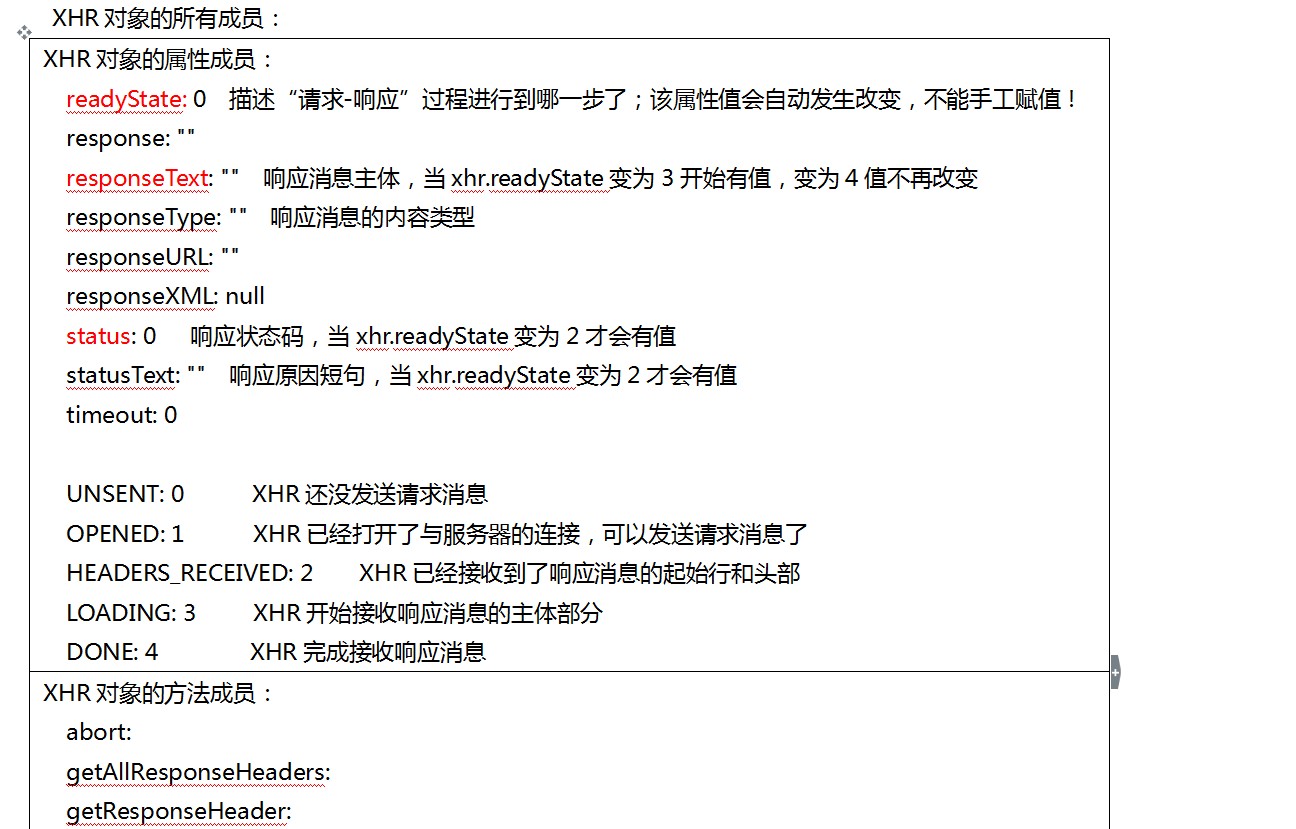 XHR 对象的所有成员：
XHR 对象的属性成员：
readyState: 0 描述“请求-响应”过程进行到哪一步了；该属性值会自动发生改变，不能手工赋值！
response: ""
responseText: "" 响应消息主体，当 xhr.readyState 变为 3 开始有值，变为 4 值不再改变
responseType: "" 响应消息的内容类型
responseURL: ""
responseXML: null
status: 0 响应状态码，当 xhr.readyState 变为 2 才会有值
statusText: "" 响应原因短句，当 xhr.readyState 变为 2 才会有值
timeout: 0
UNSENT: 0 XHR 还没发送请求消息
OPENED: 1 XHR 已经打开了与服务器的连接，可以发送请求消息了
HEADERS_RECEIVED: 2 XHR 已经接收到了响应消息的起始行和头部
LOADING: 3 XHR 开始接收响应消息的主体部分
DONE: 4 XHR 完成接收响应消息
XHR 对象的方法成员：
abort:
getAllResponseHeaders:
getResponseHeader: